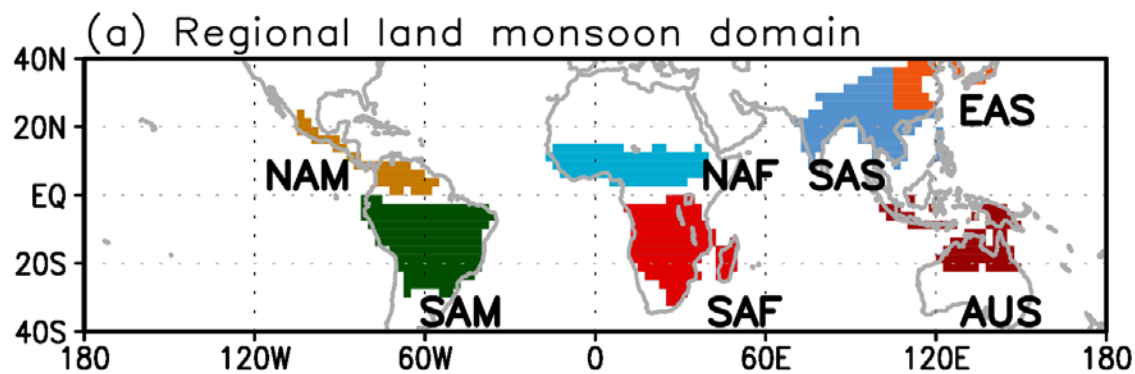 (a) Regional land monsoon domain
40N
EAS
20N
NAM
NAF
SAS
EQ
20S
SAM
SAF
AUS
40S
180
120W
60W
0
60E
120E
180